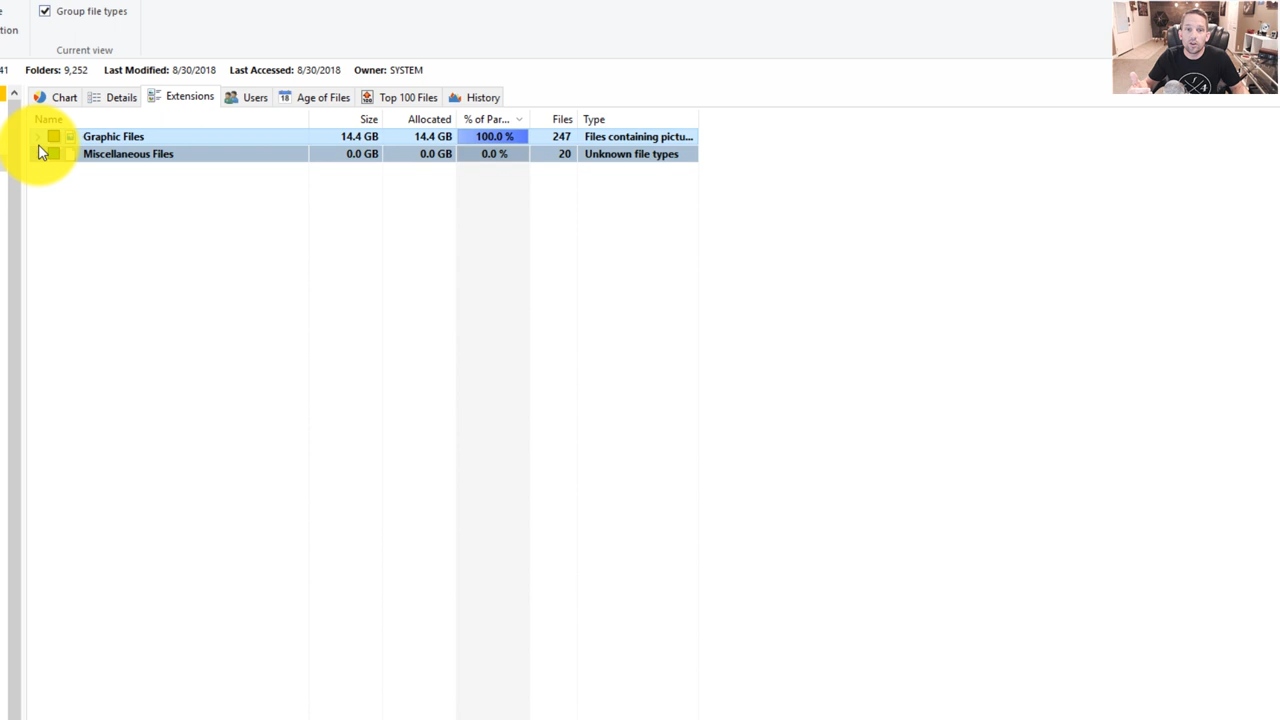 e
Group file types
tion
Current view
41 Folders: 9,252 Last Modified: 8/30/2018 Last Accessed: 8/30/2018 Owner: SYSTEM
Chart Details Extensions Users 18 Age of Files Top 100 Files History
Name Size Allocated % of Par... Files Type
Graphic Files 14.4 GB 14.4 GB 100.0 % 247 Files containing pictu...
Miscellaneous Files 0.0 GB 0.0 GB 0.0 % 20 Unknown file types